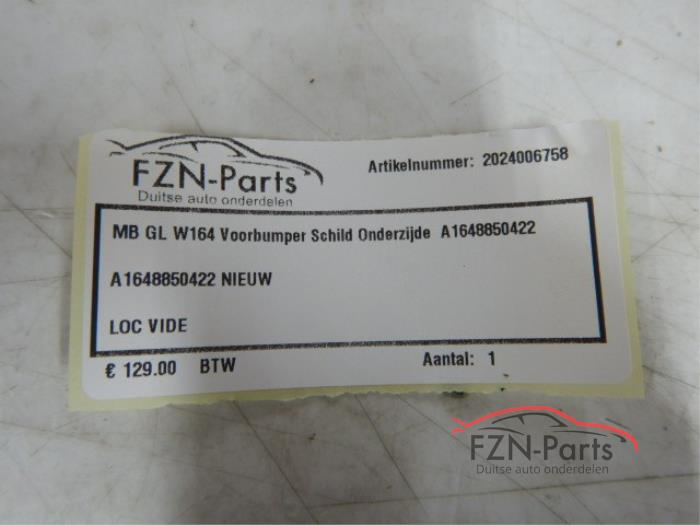 FZN-Parts
Duitse auto onderdelen
Artikelnummer: 2024006758
MB GL W164 Voorbumper Schild Onderzijde A1648850422
A1648850422 NIEUW
LOC VIDE
€ 129.00 BTW Aantal: 1
FZN-Parts
Duitse auto onderdelen